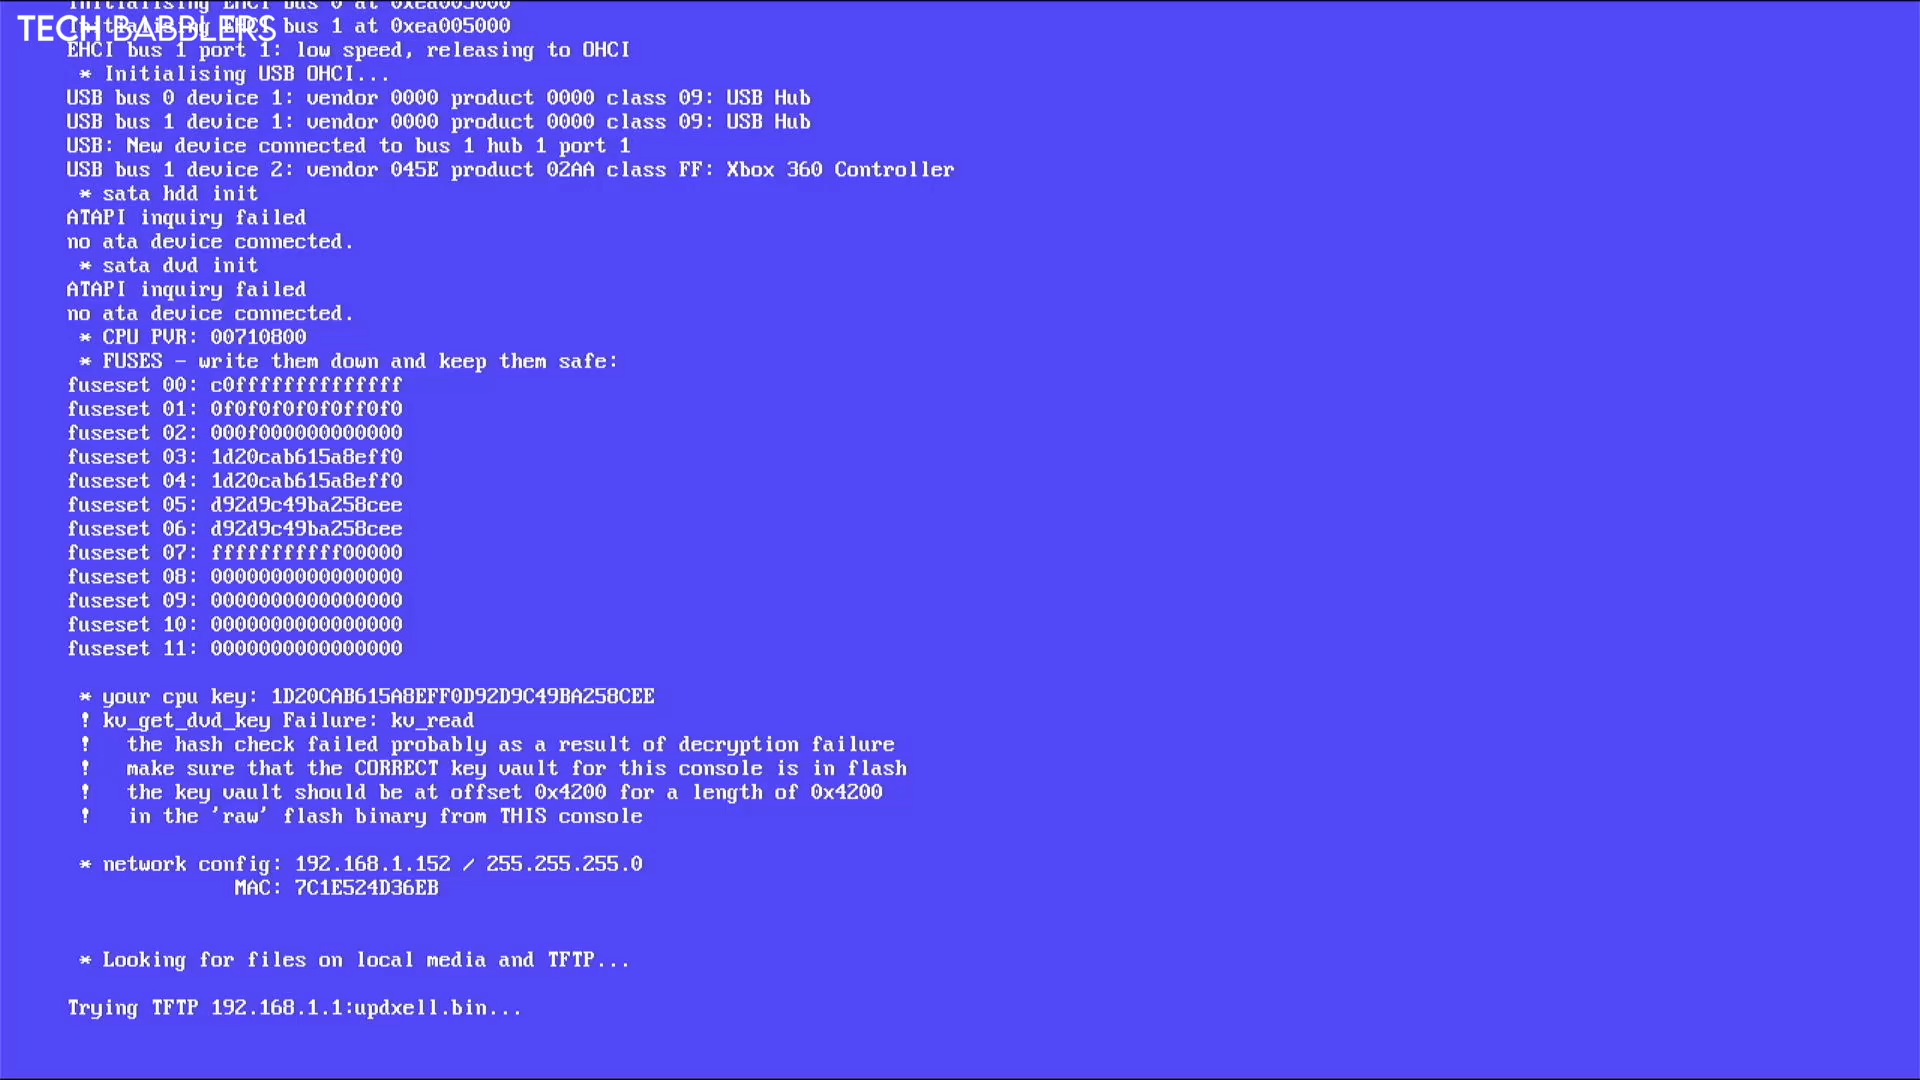 Initialising EHCI bus 0 at 0xea003000
TECH BABBLERS
Initialising EHCI bus 1 at 0xea005000
EHCI bus 1 port 1: low speed, releasing to OHCI
* Initialising USB OHCI...
USB bus 0 device 1: vendor 0000 product 0000 class 09: USB Hub
USB bus 1 device 1: vendor 0000 product 0000 class 09: USB Hub
USB: New device connected to bus 1 hub 1 port 1
USB bus 1 device 2: vendor 045E product 02AA class FF: Xbox 360 Controller
* sata hdd init
ATAPI inquiry failed
no ata device connected.
* sata dvd init
ATAPI inquiry failed
no ata device connected.
* CPU PVR: 00710800
* FUSES - write them down and keep them safe:
fuseset 00: c0ffffffffffffff
fuseset 01: 0f0f0f0f0f0ff0f0
fuseset 02: 000f000000000000
fuseset 03: 1d20cab615a8eff0
fuseset 04: 1d20cab615a8eff0
fuseset 05: d92d9c49ba258cee
fuseset 06: d92d9c49ba258cee
fuseset 07: fffffffffff00000
fuseset 08: 0000000000000000
fuseset 09: 0000000000000000
fuseset 10: 0000000000000000
fuseset 11: 0000000000000000
* your cpu key: 1D20CAB615A8EFF0D92D9C49BA258CEE
! kv_get_dvd_key Failure: kv_read
! the hash check failed probably as a result of decryption failure
! make sure that the CORRECT key vault for this console is in flash
! the key vault should be at offset 0x4200 for a length of 0x4200
! in the 'raw' flash binary from THIS console
* network config: 192.168.1.152 / 255.255.255.0
MAC: 7C1E524D36EB
* Looking for files on local media and TFTP...
Trying TFTP 192.168.1.1:updxell.bin...